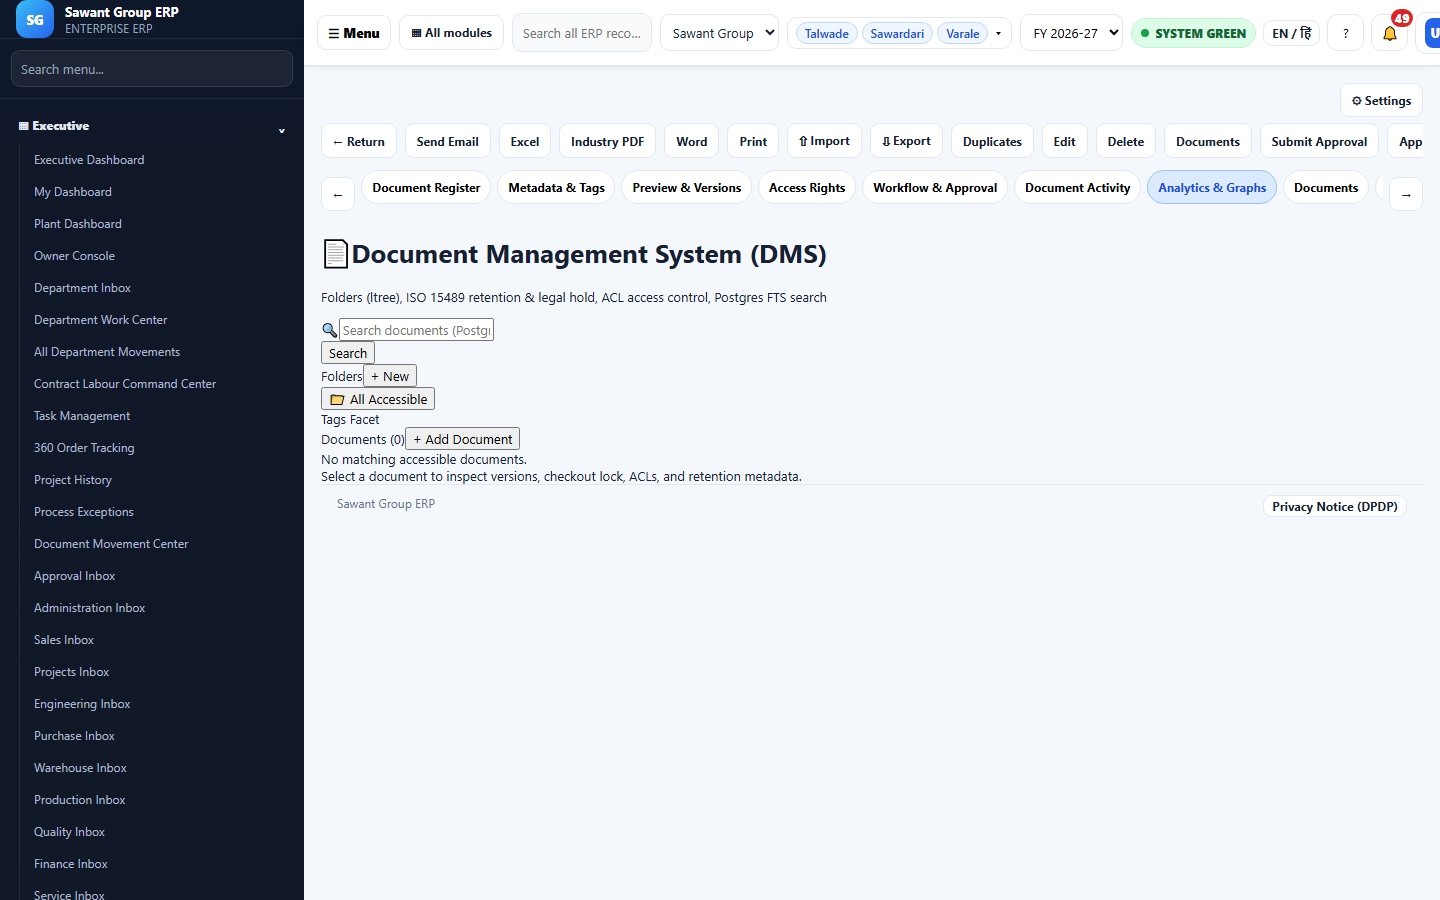 SG
Sawant Group ERP
ENTERPRISE ERP
Search menu...
Executive
Executive Dashboard
My Dashboard
Plant Dashboard
Owner Console
Department Inbox
Department Work Center
All Department Movements
Contract Labour Command Center
Task Management
360 Order Tracking
Project History
Process Exceptions
Document Movement Center
Approval Inbox
Administration Inbox
Sales Inbox
Projects Inbox
Engineering Inbox
Purchase Inbox
Warehouse Inbox
Production Inbox
Quality Inbox
Finance Inbox
Service Inbox
☰ Menu
All modules
Search all ERP reco...
Sawant Group
Talwade
Sawardari
Varale
FY 2026-27
SYSTEM GREEN
EN / हिं
?
49
U
⚙ Settings
← Return
Send Email
Excel
Industry PDF
Word
Print
⇧ Import
⇩ Export
Duplicates
Edit
Delete
Documents
Submit Approval
App
←
Document Register
Metadata & Tags
Preview & Versions
Access Rights
Workflow & Approval
Document Activity
Analytics & Graphs
Documents
→
Document Management System (DMS)
Folders (ltree), ISO 15489 retention & legal hold, ACL access control, Postgres FTS search
Search documents (Postg
Search
Folders + New
All Accessible
Tags Facet
Documents (0) + Add Document
No matching accessible documents.
Select a document to inspect versions, checkout lock, ACLs, and retention metadata.
Sawant Group ERP
Privacy Notice (DPDP)